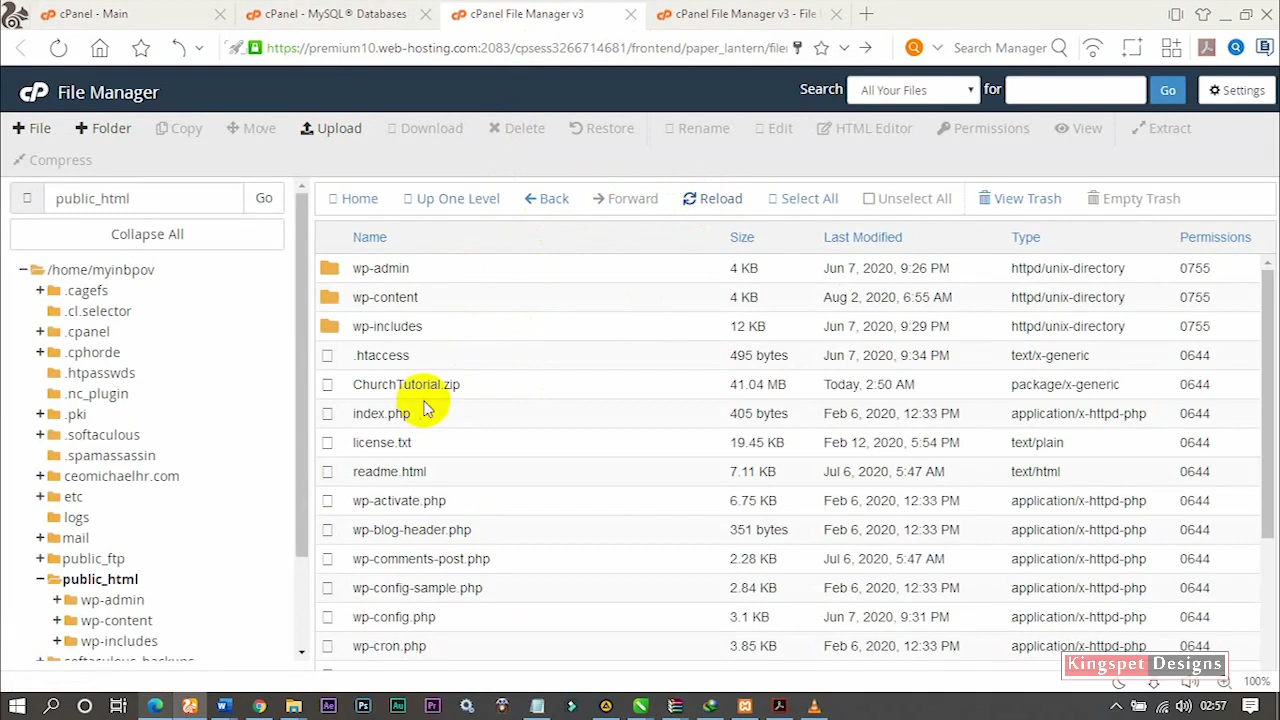 cPanel - Main
cPanel - MySQL® Databases
cPanel File Manager v3
cPanel File Manager v3 - File
https://premium10.web-hosting.com:2083/cpsess3266714681/frontend/paper_lantern/file
Search Manager
cP File Manager
Search
All Your Files
for
Go
Settings
File
Folder
Copy
Move
Upload
Download
Delete
Restore
Rename
Edit
HTML Editor
Permissions
View
Extract
Compress
public_html
Go
Home
Up One Level
Back
Forward
Reload
Select All
Unselect All
View Trash
Empty Trash
Collapse All
/home/myinbpov
.cagefs
.cl.selector
.cpanel
.cphorde
.htpasswds
.nc_plugin
.pki
.softaculous
.spamassassin
ceomichaelhr.com
etc
logs
mail
public_ftp
public_html
wp-admin
wp-content
wp-includes
softaculous_backups
Name Size Last Modified Type Permissions
wp-admin 4 KB Jun 7, 2020, 9:26 PM httpd/unix-directory 0755
wp-content 4 KB Aug 2, 2020, 6:55 AM httpd/unix-directory 0755
wp-includes 12 KB Jun 7, 2020, 9:29 PM httpd/unix-directory 0755
.htaccess 495 bytes Jun 7, 2020, 9:34 PM text/x-generic 0644
ChurchTutorial.zip 41.04 MB Today, 2:50 AM package/x-generic 0644
index.php 405 bytes Feb 6, 2020, 12:33 PM application/x-httpd-php 0644
license.txt 19.45 KB Feb 12, 2020, 5:54 PM text/plain 0644
readme.html 7.11 KB Jul 6, 2020, 5:47 AM text/html 0644
wp-activate.php 6.75 KB Feb 6, 2020, 12:33 PM application/x-httpd-php 0644
wp-blog-header.php 351 bytes Feb 6, 2020, 12:33 PM application/x-httpd-php 0644
wp-comments-post.php 2.28 KB Jul 6, 2020, 5:47 AM application/x-httpd-php 0644
wp-config-sample.php 2.84 KB Feb 6, 2020, 12:33 PM application/x-httpd-php 0644
wp-config.php 3.1 KB Jun 7, 2020, 9:31 PM application/x-httpd-php 0644
wp-cron.php 3.85 KB Feb 6, 2020, 12:33 PM application/x-httpd-php 0644
Kingspet Designs
100%
02:57